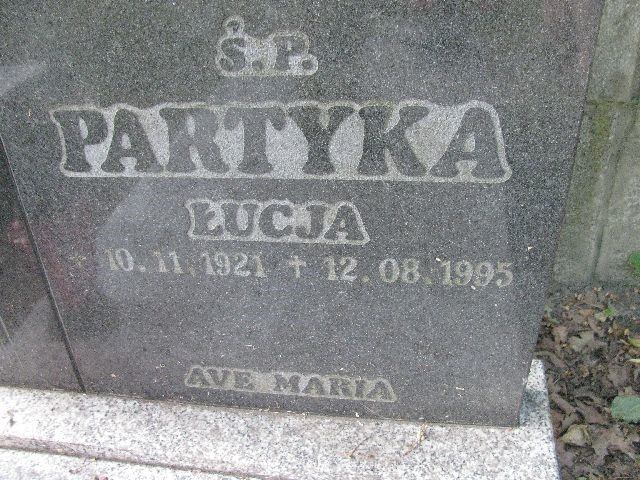 Ś.P.
PARTYKA
ŁUCJA
* 10.11.1921 † 12.08.1995
AVE MARIA